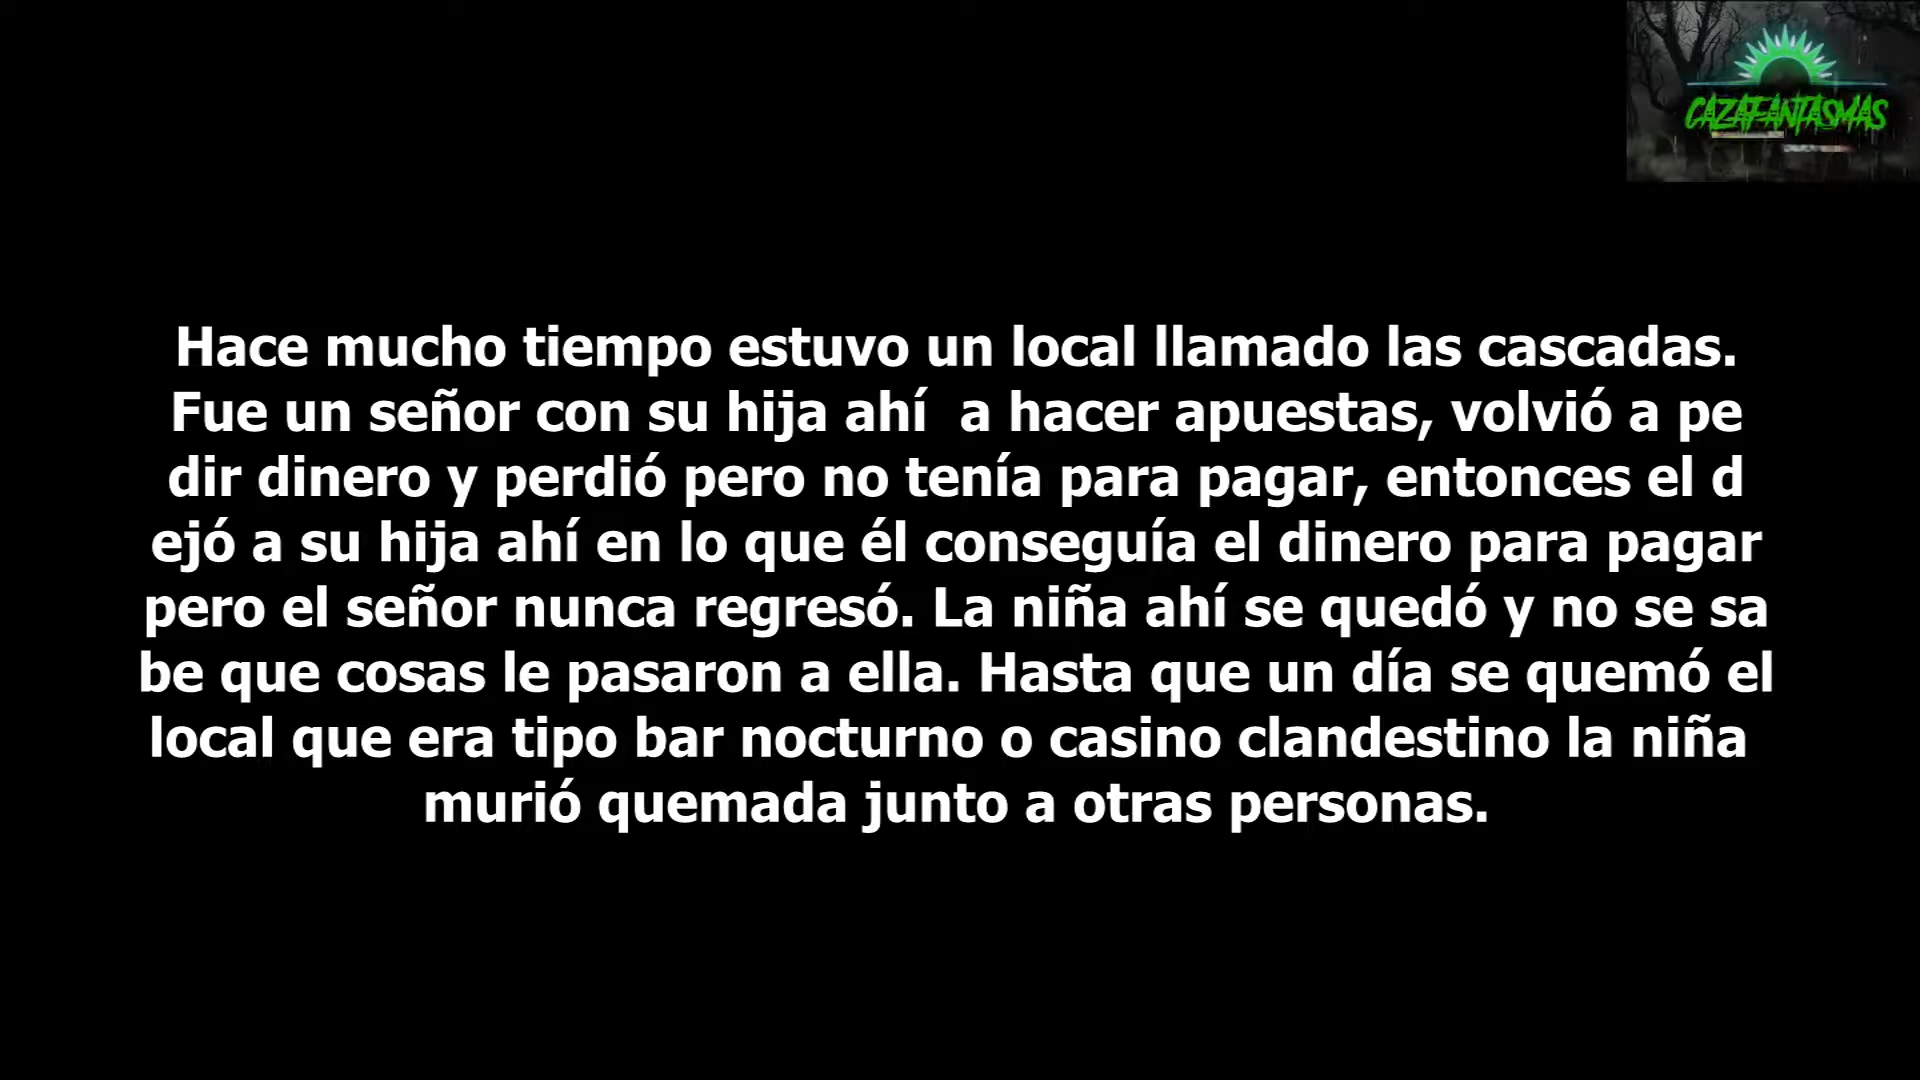 CAZAFANTASMAS
Hace mucho tiempo estuvo un local llamado las cascadas.
Fue un señor con su hija ahí  a hacer apuestas, volvió a pe
dir dinero y perdió pero no tenía para pagar, entonces el d
ejó a su hija ahí en lo que él conseguía el dinero para pagar
pero el señor nunca regresó. La niña ahí se quedó y no se sa
be que cosas le pasaron a ella. Hasta que un día se quemó el
local que era tipo bar nocturno o casino clandestino la niña
murió quemada junto a otras personas.